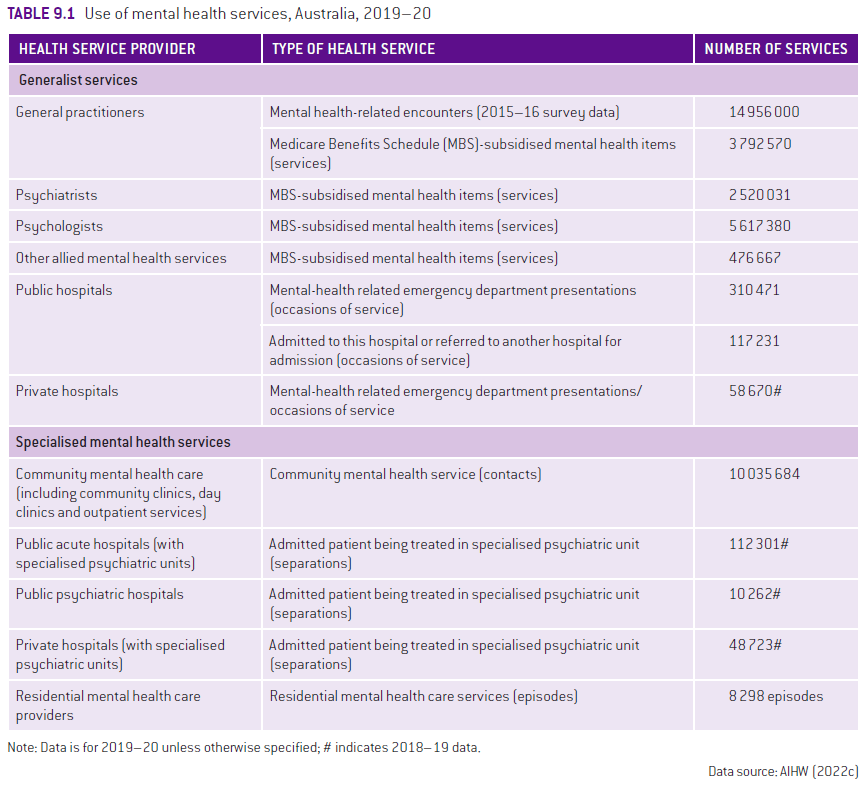 TABLE 9.1 Use of mental health services, Australia, 2019–20
HEALTH SERVICE PROVIDER TYPE OF HEALTH SERVICE NUMBER OF SERVICES
Generalist services
General practitioners Mental health-related encounters (2015–16 survey data) 14 956 000
Medicare Benefits Schedule (MBS)-subsidised mental health items 3 792 570
(services)
Psychiatrists MBS-subsidised mental health items (services) 2 520 031
Psychologists MBS-subsidised mental health items (services) 5 617 380
Other allied mental health services MBS-subsidised mental health items (services) 476 667
Public hospitals Mental-health related emergency department presentations 310 471
(occasions of service)
Admitted to this hospital or referred to another hospital for 117 231
admission (occasions of service)
Private hospitals Mental-health related emergency department presentations/ 58 670#
occasions of service
Specialised mental health services
Community mental health care Community mental health service (contacts) 10 035 684
(including community clinics, day
clinics and outpatient services)
Public acute hospitals (with Admitted patient being treated in specialised psychiatric unit 112 301#
specialised psychiatric units) (separations)
Public psychiatric hospitals Admitted patient being treated in specialised psychiatric unit 10 262#
(separations)
Private hospitals (with specialised Admitted patient being treated in specialised psychiatric unit 48 723#
psychiatric units) (separations)
Residential mental health care Residential mental health care services (episodes) 8 298 episodes
providers
Note: Data is for 2019–20 unless otherwise specified; # indicates 2018–19 data.
Data source: AIHW (2022c)